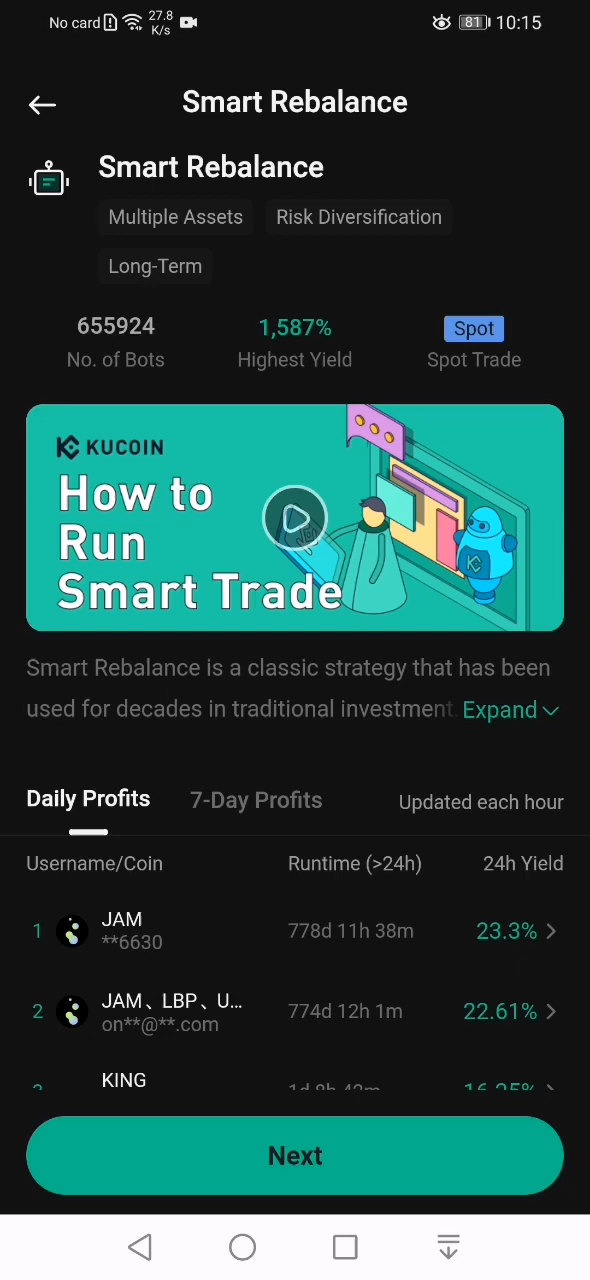 No card 27.8 K/s 81 10:15
Smart Rebalance
Smart Rebalance
Multiple Assets Risk Diversification
Long-Term
655924 1,587% Spot
No. of Bots Highest Yield Spot Trade
KUCOIN
How to
Run
Smart Trade
Smart Rebalance is a classic strategy that has been
used for decades in traditional investment. Expand
Daily Profits 7-Day Profits Updated each hour
Username/Coin Runtime (>24h) 24h Yield
1 JAM 778d 11h 38m 23.3%
**6630
2 JAM、LBP、U... 774d 12h 1m 22.61%
on**@**.com
KING
Next